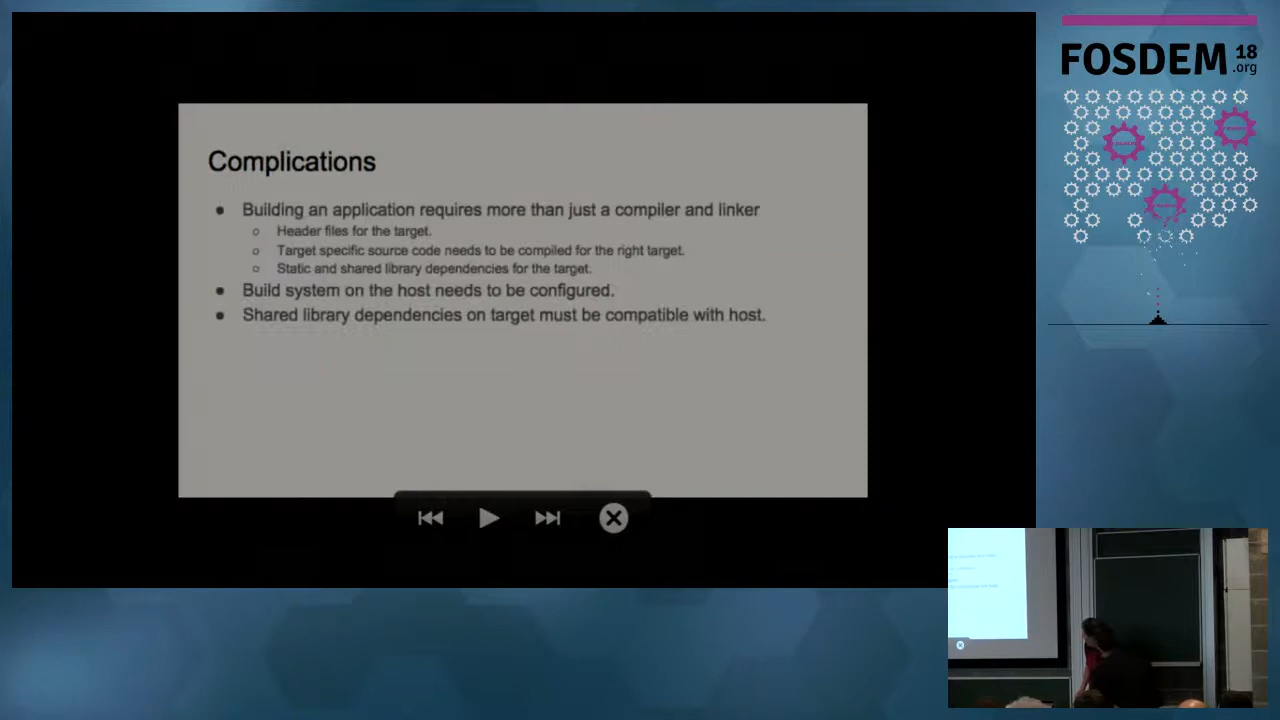 Complications
Building an application requires more than just a compiler and linker
Header files for the target.
Target specific source code needs to be compiled for the right target.
Static and shared library dependencies for the target.
Build system on the host needs to be configured.
Shared library dependencies on target must be compatible with host.
FOSDEM 18
.org